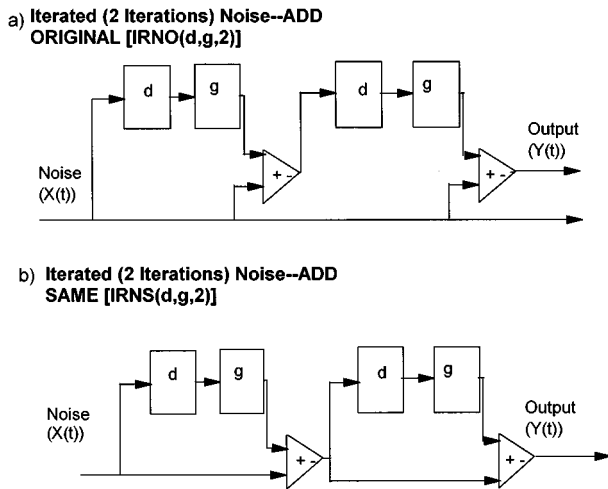 a) Iterated (2 Iterations) Noise--ADD
ORIGINAL [IRNO(d,g,2)]
d
g
d
g
Output
(Y(t))
Noise
(X(t))
+ -
+ -
b) Iterated (2 Iterations) Noise--ADD
SAME [IRNS(d,g,2)]
d
g
d
g
Noise
(X(t))
Output
(Y(t))
+ -
+ -